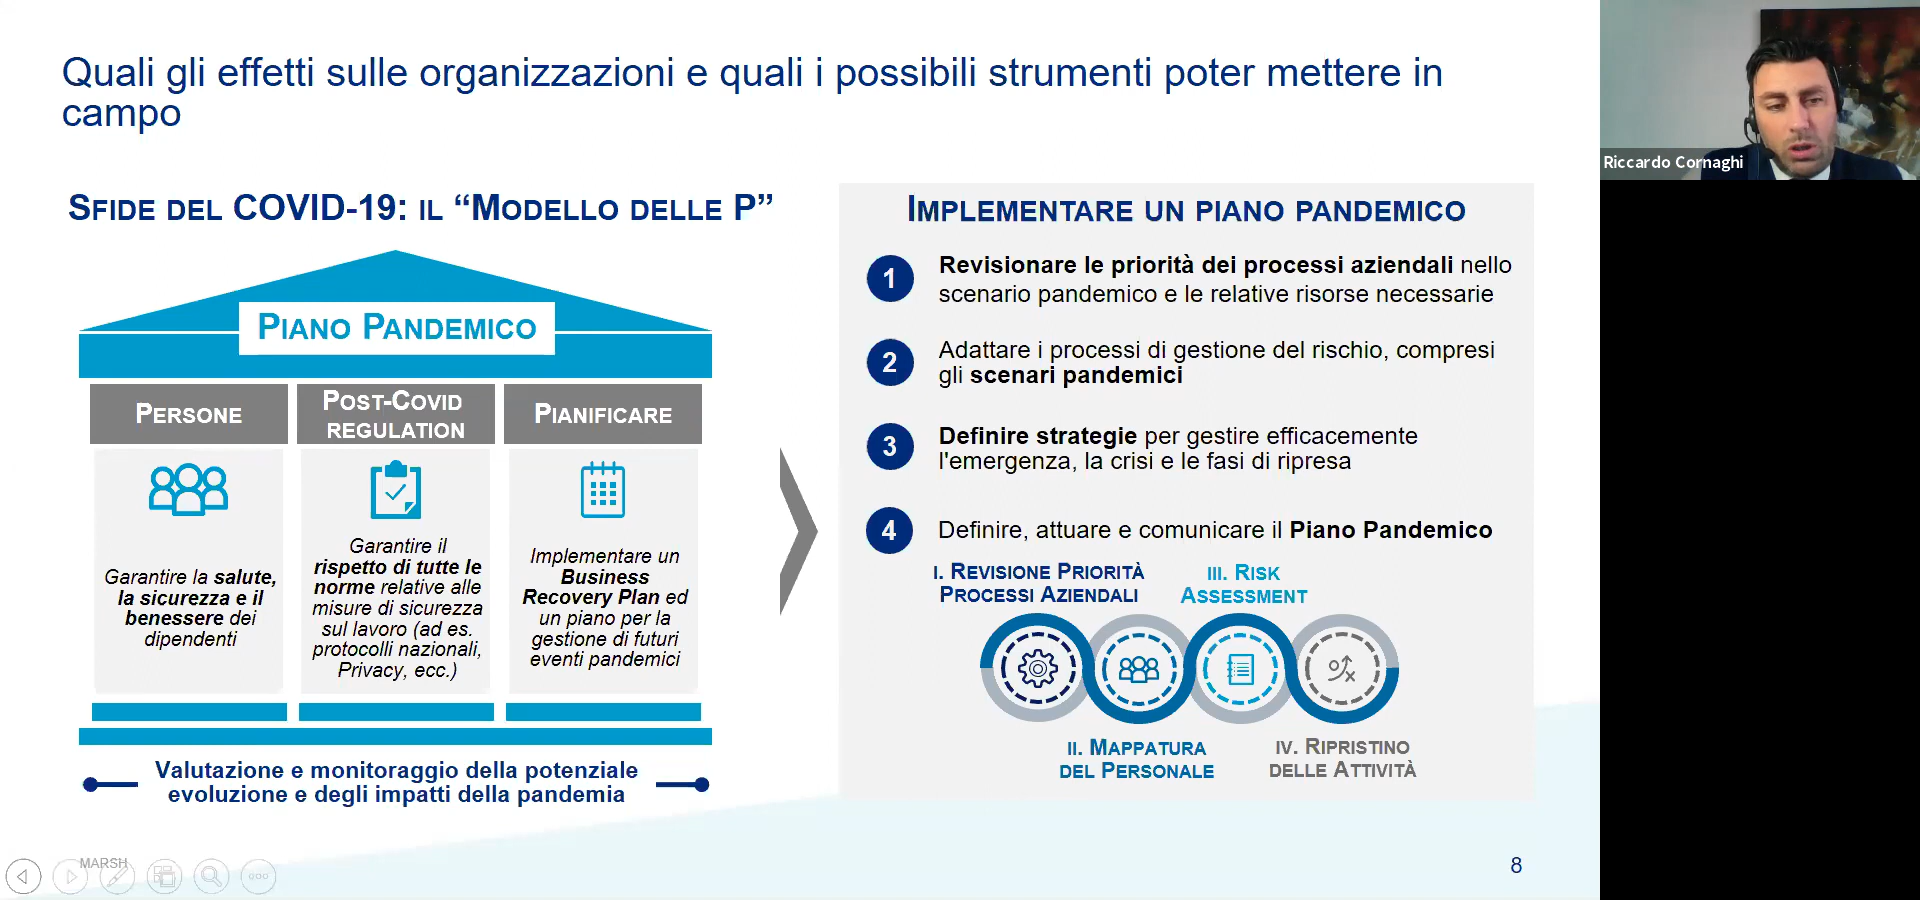 Quali gli effetti sulle organizzazioni e quali i possibili strumenti poter mettere in
campo
SFIDE DEL COVID-19: IL “MODELLO DELLE P”
PIANO PANDEMICO
PERSONE
Garantire la salute,
la sicurezza e il
benessere dei
dipendenti
POST-COVID
REGULATION
Garantire il
rispetto di tutte le
norme relative alle
misure di sicurezza
sul lavoro (ad es.
protocolli nazionali,
Privacy, ecc.)
PIANIFICARE
Implementare un
Business
Recovery Plan ed
un piano per la
gestione di futuri
eventi pandemici
Valutazione e monitoraggio della potenziale
evoluzione e degli impatti della pandemia
IMPLEMENTARE UN PIANO PANDEMICO
1
Revisionare le priorità dei processi aziendali nello
scenario pandemico e le relative risorse necessarie
2
Adattare i processi di gestione del rischio, compresi
gli scenari pandemici
3
Definire strategie per gestire efficacemente
l'emergenza, la crisi e le fasi di ripresa
4
Definire, attuare e comunicare il Piano Pandemico
I. REVISIONE PRIORITÀ
PROCESSI AZIENDALI
III. RISK
ASSESSMENT
II. MAPPATURA
DEL PERSONALE
IV. RIPRISTINO
DELLE ATTIVITÀ
MARSH
8
Riccardo Cornaghi